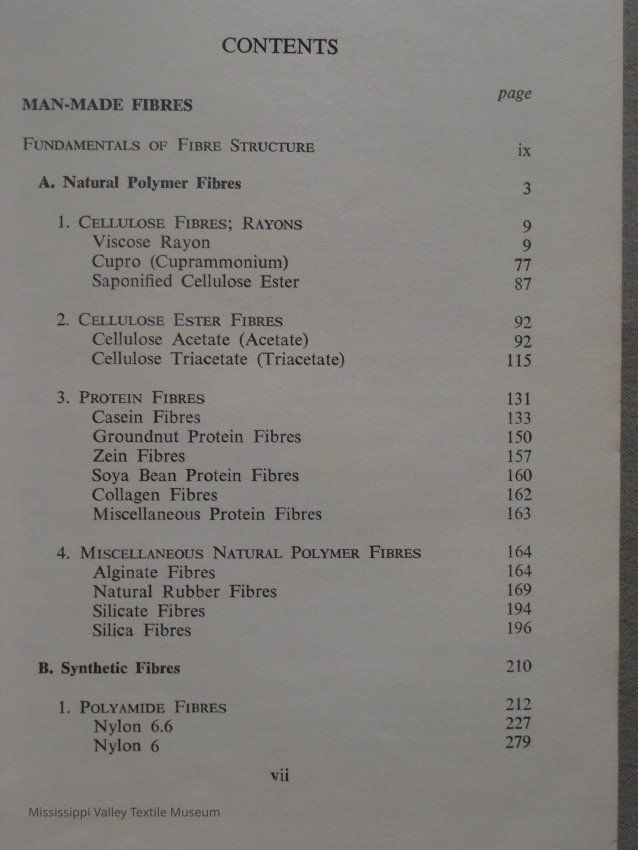 CONTENTS
page
MAN-MADE FIBRES
FUNDAMENTALS OF FIBRE STRUCTURE ix
A. Natural Polymer Fibres 3
1. CELLULOSE FIBRES; RAYONS 9
Viscose Rayon 9
Cupro (Cuprammonium) 77
Saponified Cellulose Ester 87
2. CELLULOSE ESTER FIBRES 92
Cellulose Acetate (Acetate) 92
Cellulose Triacetate (Triacetate) 115
3. PROTEIN FIBRES 131
Casein Fibres 133
Groundnut Protein Fibres 150
Zein Fibres 157
Soya Bean Protein Fibres 160
Collagen Fibres 162
Miscellaneous Protein Fibres 163
4. MISCELLANEOUS NATURAL POLYMER FIBRES 164
Alginate Fibres 164
Natural Rubber Fibres 169
Silicate Fibres 194
Silica Fibres 196
B. Synthetic Fibres 210
1. POLYAMIDE FIBRES 212
Nylon 6.6 227
Nylon 6 279
vii
Mississippi Valley Textile Museum